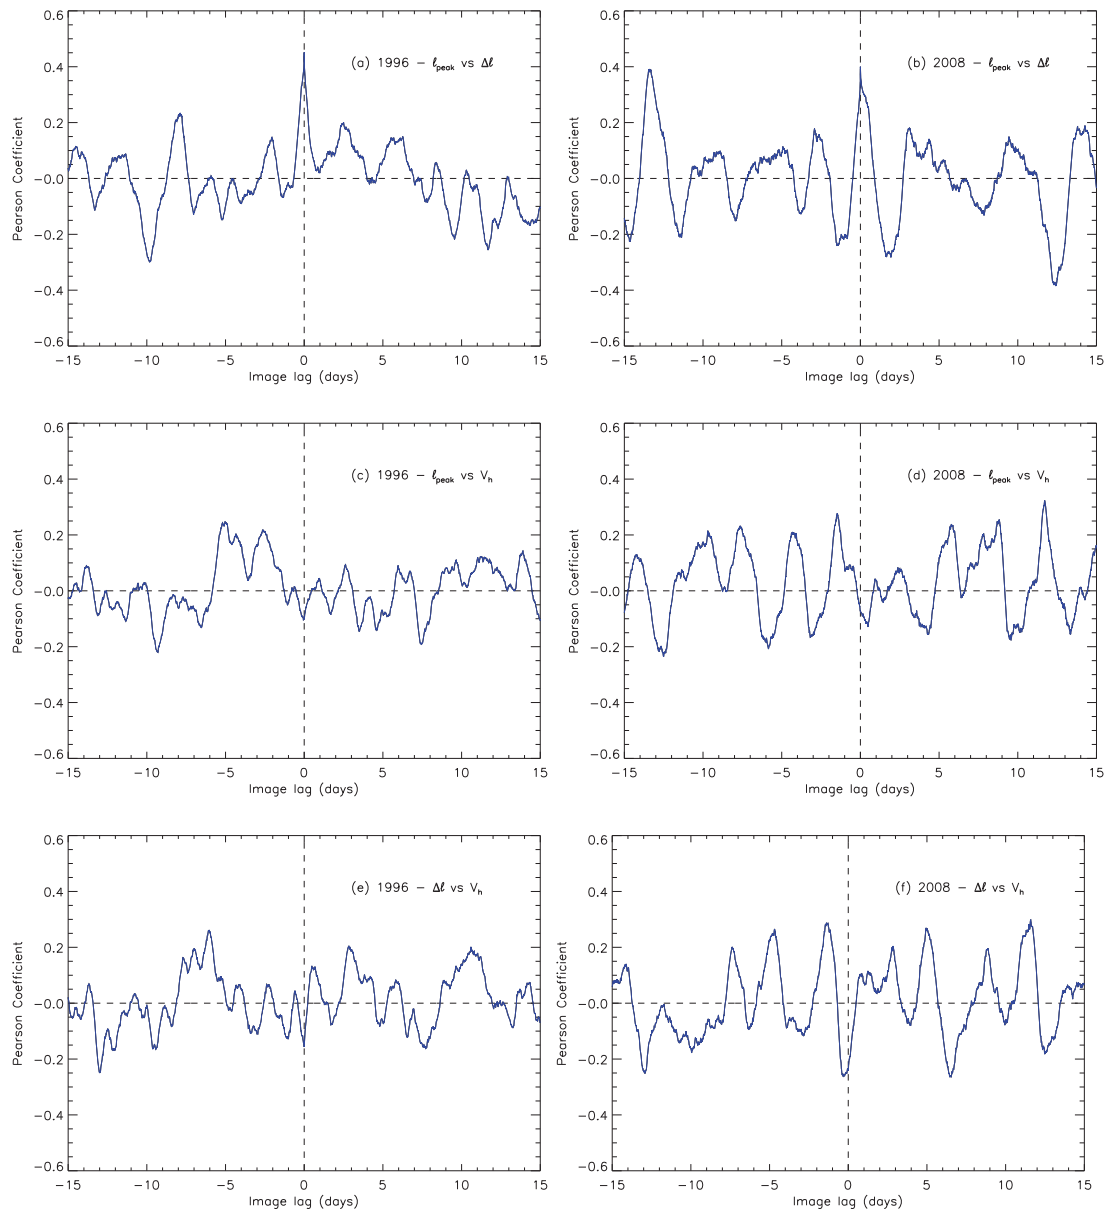 (a) 1996 − ℓpeak vs Δℓ
0.6
0.4
0.2
−0.0
−0.2
−0.4
−0.6
Pearson Coefficient
−15 −10 −5 0 5 10 15
Image lag (days)
(b) 2008 − ℓpeak vs Δℓ
0.6
0.4
0.2
−0.0
−0.2
−0.4
−0.6
Pearson Coefficient
−15 −10 −5 0 5 10 15
Image lag (days)
(c) 1996 − ℓpeak vs Vh
0.6
0.4
0.2
−0.0
−0.2
−0.4
−0.6
Pearson Coefficient
−15 −10 −5 0 5 10 15
Image lag (days)
(d) 2008 − ℓpeak vs Vh
0.6
0.4
0.2
−0.0
−0.2
−0.4
−0.6
Pearson Coefficient
−15 −10 −5 0 5 10 15
Image lag (days)
(e) 1996 − Δℓ vs Vh
0.6
0.4
0.2
−0.0
−0.2
−0.4
−0.6
Pearson Coefficient
−15 −10 −5 0 5 10 15
Image lag (days)
(f) 2008 − Δℓ vs Vh
0.6
0.4
0.2
−0.0
−0.2
−0.4
−0.6
Pearson Coefficient
−15 −10 −5 0 5 10 15
Image lag (days)